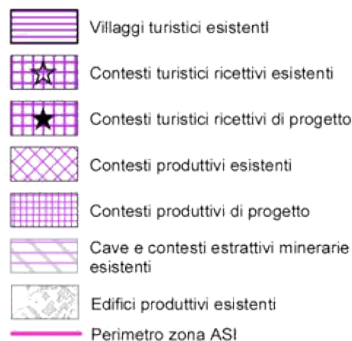 Villaggi turistici esistenti
Contesti turistici ricettivi esistenti
Contesti turistici ricettivi di progetto
Contesti produttivi esistenti
Contesti produttivi di progetto
Cave e contesti estrattivi minerarie
esistenti
Edifici produttivi esistenti
Perimetro zona ASI